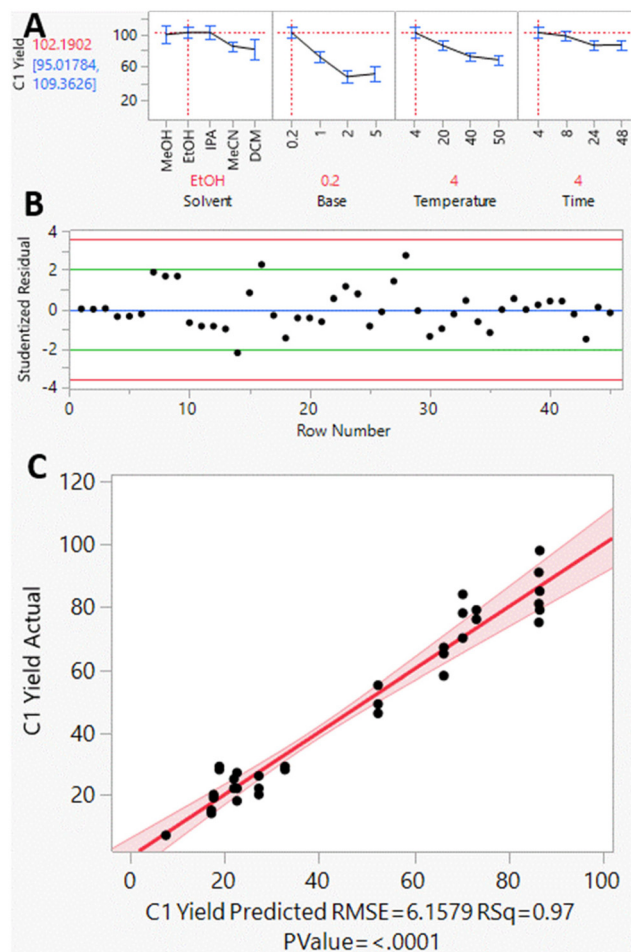 A
C1 Yield
102.1902
[95.01784,
109.3626]
100
60
20
MeOH
EtOH
IPA
MeCN
DCM
0.2
1
2
5
4
20
40
50
4
8
24
48
EtOH
Solvent
0.2
Base
4
Temperature
4
Time
B
Studentized Residual
4
2
0
-2
-4
0
10
20
30
40
Row Number
C
C1 Yield Actual
120
100
80
60
40
20
0
20
40
60
80
100
C1 Yield Predicted RMSE=6.1579 RSq=0.97
PValue=<.0001